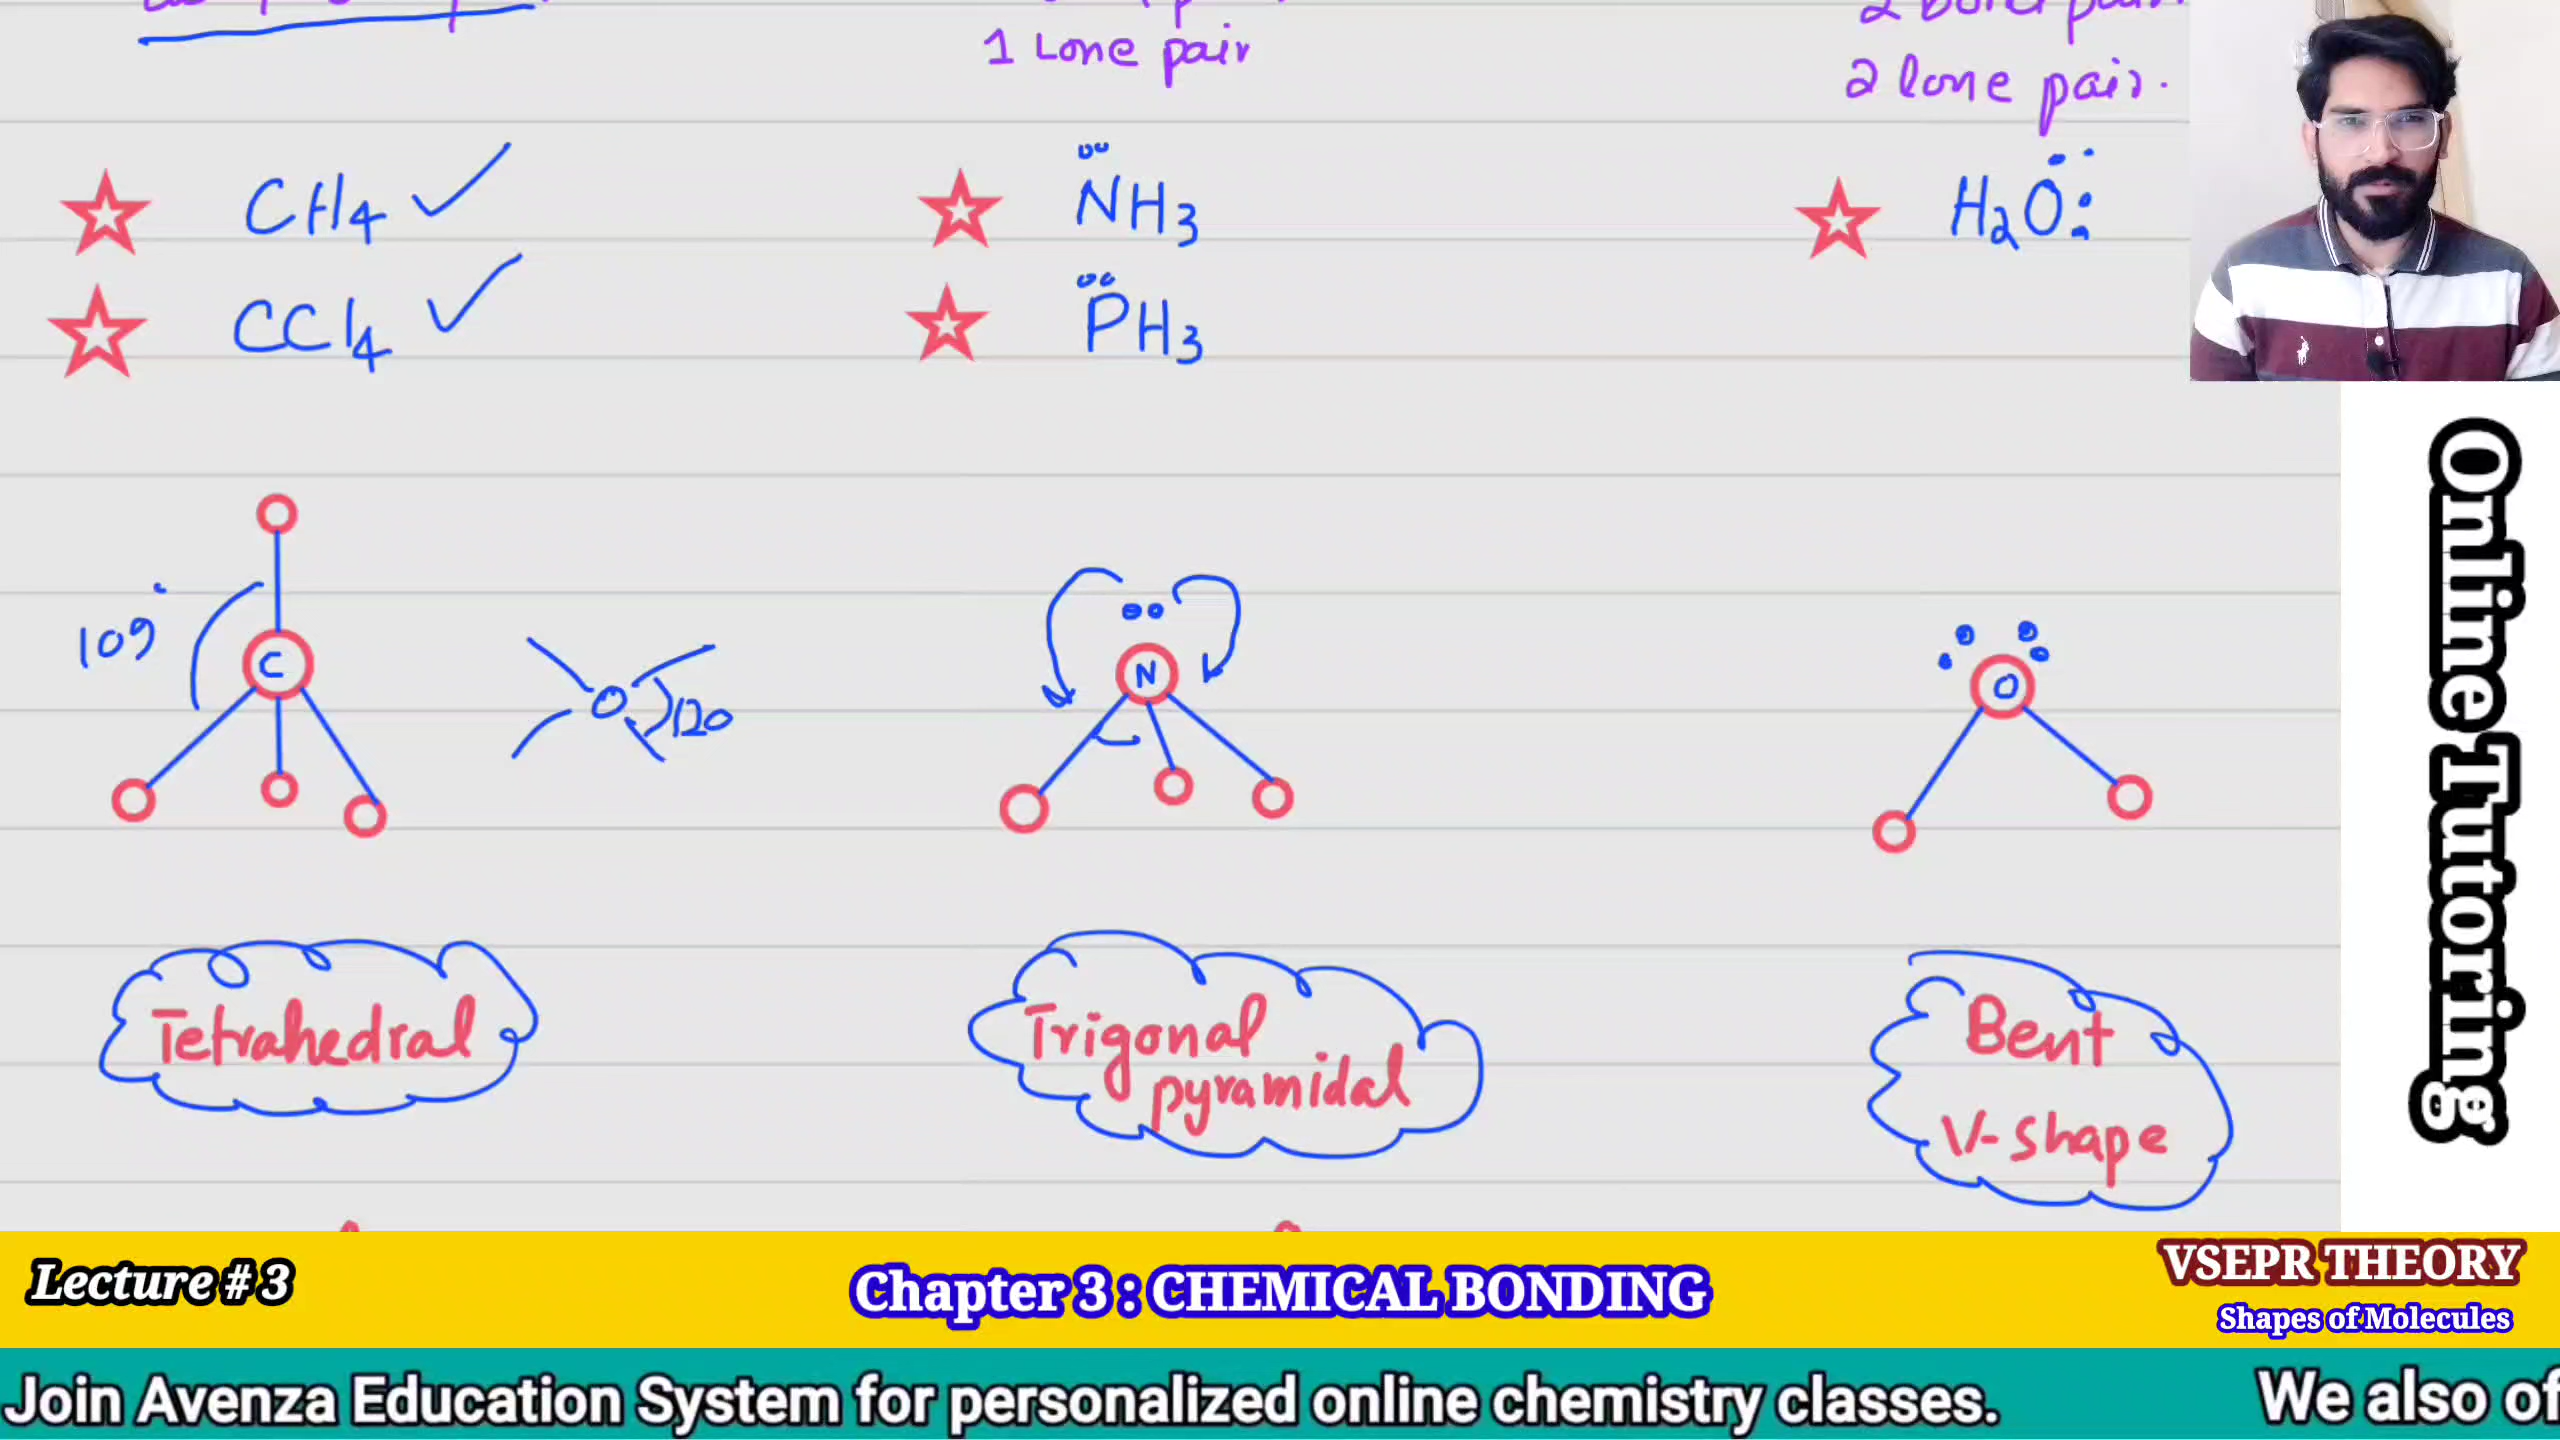 1 Lone pair
2 lone pair.
CH4
NH3
H2O
CCl4
PH3
109°
C
O
120
N
O
Tetrahedral
Trigonal
pyramidal
Bent
V-shape
Online Tutoring
Lecture # 3
Chapter 3 : CHEMICAL BONDING
VSEPR THEORY
Shapes of Molecules
Join Avenza Education System for personalized online chemistry classes.
We also of